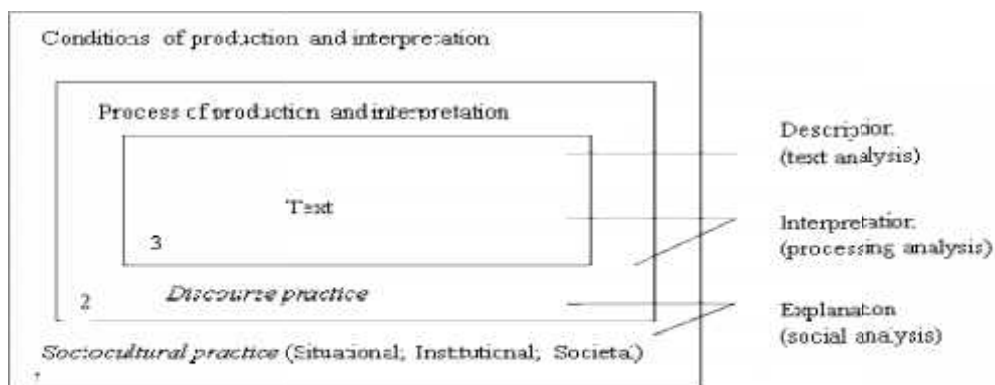 Conditions of production and interpretation
Process of production and interpretation
Description
(text analysis)
Text
3
Interpretation
(processing analysis)
2
Discourse practice
Explanation
(social analysis)
Sociocultural practice (Situational; Institutional; Societal)